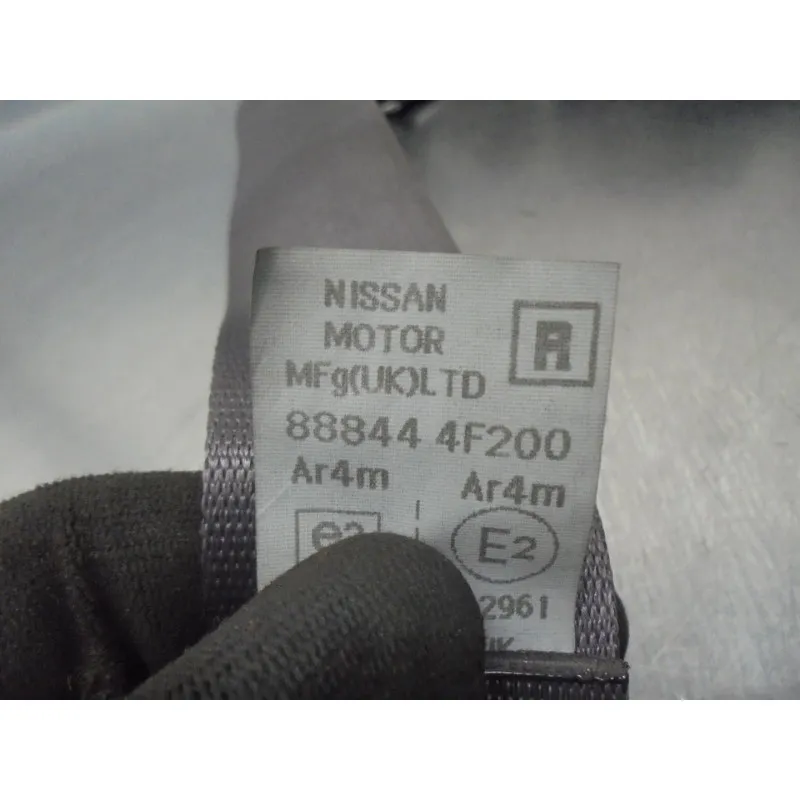 NISSAN
MOTOR
MFg(UK)LTD
R
88844 4F200
Ar4m Ar4m
E2
2961